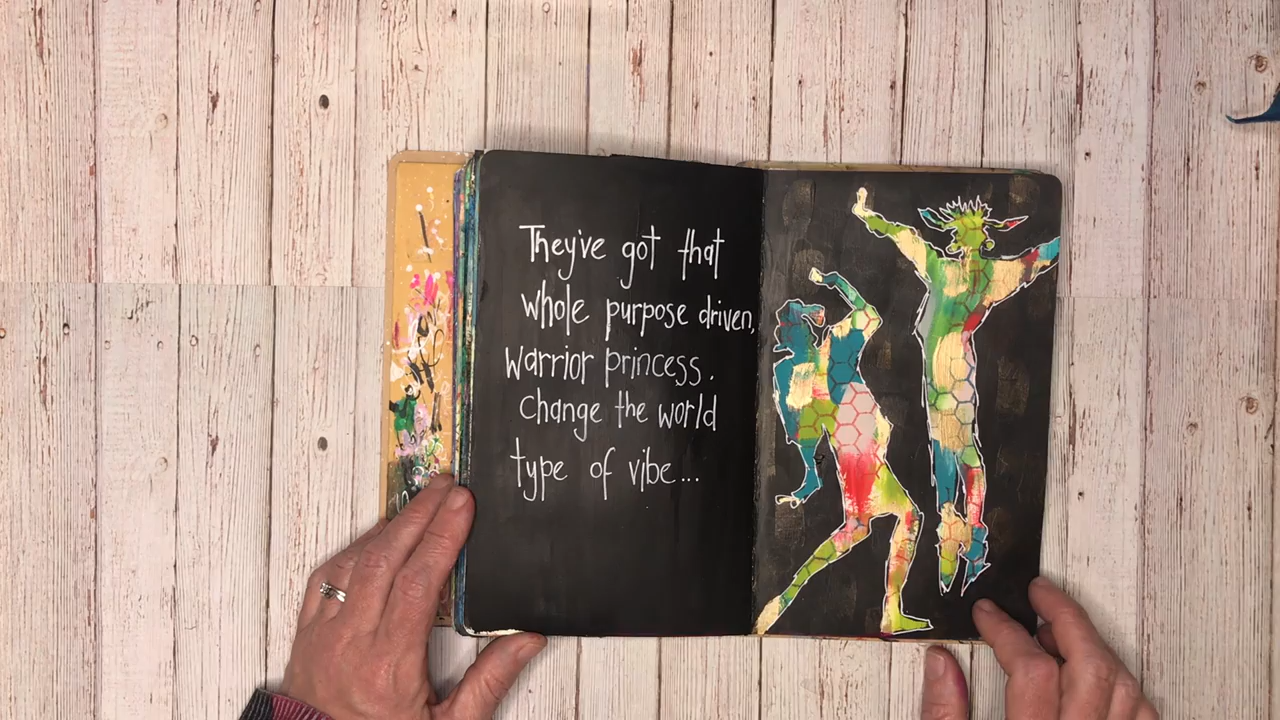 They've got that
whole purpose driven,
Warrior princess.
Change the world
type of vibe...